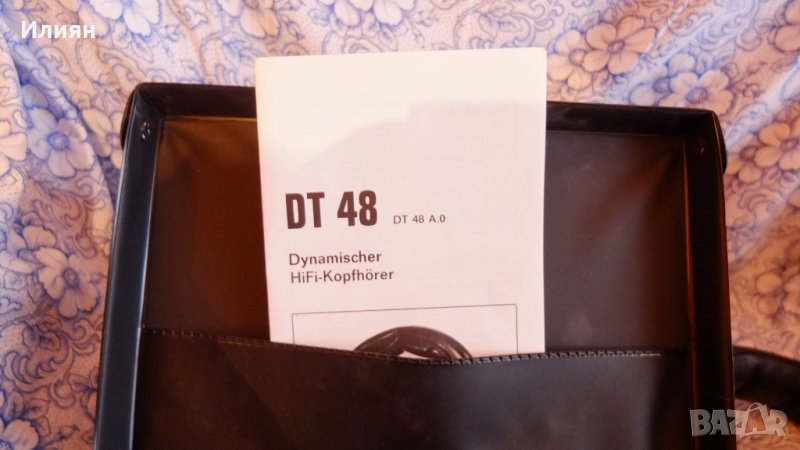 Илиян
DT 48 DT 48 A.0
Dynamischer
HiFi-Kopfhörer
BAZAR